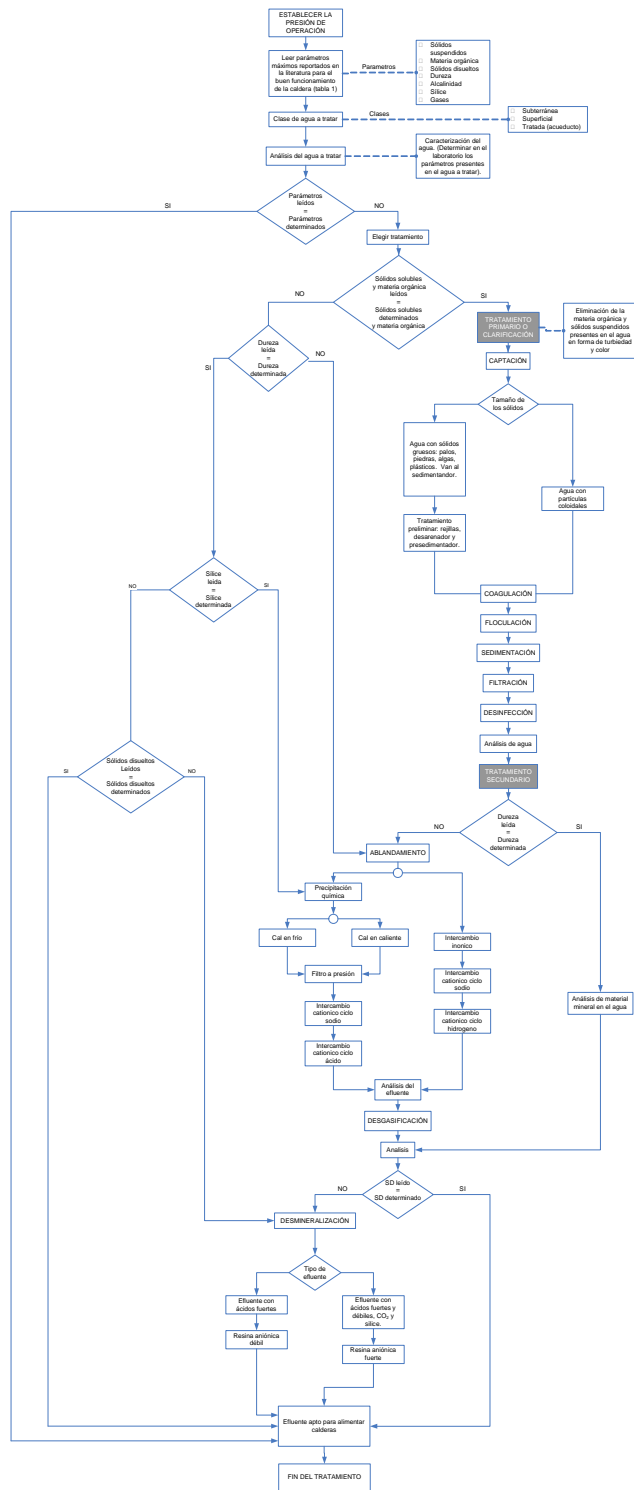 ESTABLECER LA
PRESIÓN DE
OPERACIÓN
Leer parámetros
máximos reportados en
la literatura para el
buen funcionamiento
de la caldera (tabla 1)
Parametros
Sólidos
suspendidos
Materia orgánica
Sólidos disueltos
Dureza
Alcalinidad
Sílice
Gases
Clase de agua a tratar
Clases
Subterránea
Superficial
Tratada (acueducto)
Análisis del agua a tratar
Caracterización del
agua. (Determinar en el
laboratorio los
parámetros presentes
en el agua a tratar).
SI
Parámetros
leídos
=
Parámetros
determinados
NO
Elegir tratamiento
NO
Sólidos solubles
y materia orgánica
leídos
=
Sólidos solubles
determinados
y materia orgánica
SI
TRATAMIENTO
PRIMARIO O
CLARIFICACIÓN
Eliminación de la
materia orgánica y
sólidos suspendidos
presentes en el agua
en forma de turbiedad
y color
SI
Dureza
leída
=
Dureza
determinada
NO
CAPTACIÓN
Tamaño de
los sólidos
Agua con sólidos
gruesos: palos,
piedras, algas,
plásticos. Van al
sedimentandor.
Agua con
partículas
coloidales
Tratamiento
preliminar: rejillas,
desarenador y
presedimentador.
NO
Sílice
leida
=
Sílice
determinada
SI
COAGULACIÓN
FLOCULACIÓN
SEDIMENTACIÓN
FILTRACIÓN
DESINFECCIÓN
Análisis de agua
SI
Sólidos disueltos
Leídos
=
Sólidos disueltos
determinados
NO
TRATAMIENTO
SECUNDARIO
NO
Dureza
leída
=
Dureza
determinada
SI
ABLANDAMIENTO
Precipitación
química
Cal en frío
Cal en caliente
Intercambio
inonico
Filtro a presión
Intercambio
cationico ciclo
sodio
Intercambio
cationico ciclo
sodio
Análisis de material
mineral en el agua
Intercambio
cationico ciclo
hidrogeno
Intercambio
cationico ciclo
ácido
Análisis del
efluente
DESGASIFICACIÓN
Analisis
NO
SD leído
=
SD determinado
SI
DESMINERALIZACIÓN
Tipo de
efluente
Efluente con
ácidos fuertes
Efluente con
ácidos fuertes y
débiles, CO₂ y
silice.
Resina aniónica
débil
Resina aniónica
fuerte
Efluente apto para alimentar
calderas
FIN DEL TRATAMIENTO